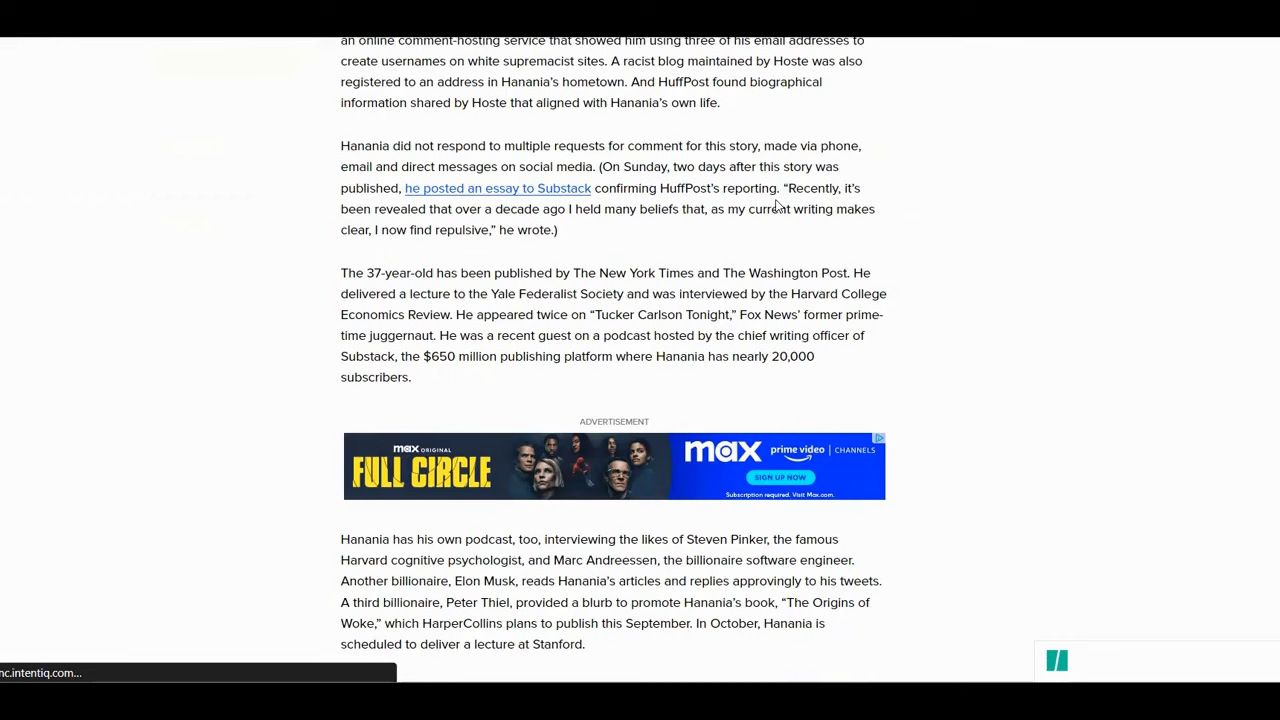 an online comment-hosting service that showed him using three of his email addresses to
create usernames on white supremacist sites. A racist blog maintained by Hoste was also
registered to an address in Hanania’s hometown. And HuffPost found biographical
information shared by Hoste that aligned with Hanania’s own life.
Hanania did not respond to multiple requests for comment for this story, made via phone,
email and direct messages on social media. (On Sunday, two days after this story was
published, he posted an essay to Substack confirming HuffPost’s reporting. “Recently, it’s
been revealed that over a decade ago I held many beliefs that, as my current writing makes
clear, I now find repulsive,” he wrote.)
The 37-year-old has been published by The New York Times and The Washington Post. He
delivered a lecture to the Yale Federalist Society and was interviewed by the Harvard College
Economics Review. He appeared twice on “Tucker Carlson Tonight,” Fox News’ former prime-
time juggernaut. He was a recent guest on a podcast hosted by the chief writing officer of
Substack, the $650 million publishing platform where Hanania has nearly 20,000
subscribers.
ADVERTISEMENT
max ORIGINAL
FULL CIRCLE
max prime video | CHANNELS
SIGN UP NOW
Subscription required. Visit Max.com.
Hanania has his own podcast, too, interviewing the likes of Steven Pinker, the famous
Harvard cognitive psychologist, and Marc Andreessen, the billionaire software engineer.
Another billionaire, Elon Musk, reads Hanania’s articles and replies approvingly to his tweets.
A third billionaire, Peter Thiel, provided a blurb to promote Hanania’s book, “The Origins of
Woke,” which HarperCollins plans to publish this September. In October, Hanania is
scheduled to deliver a lecture at Stanford.
nc.intentiq.com...